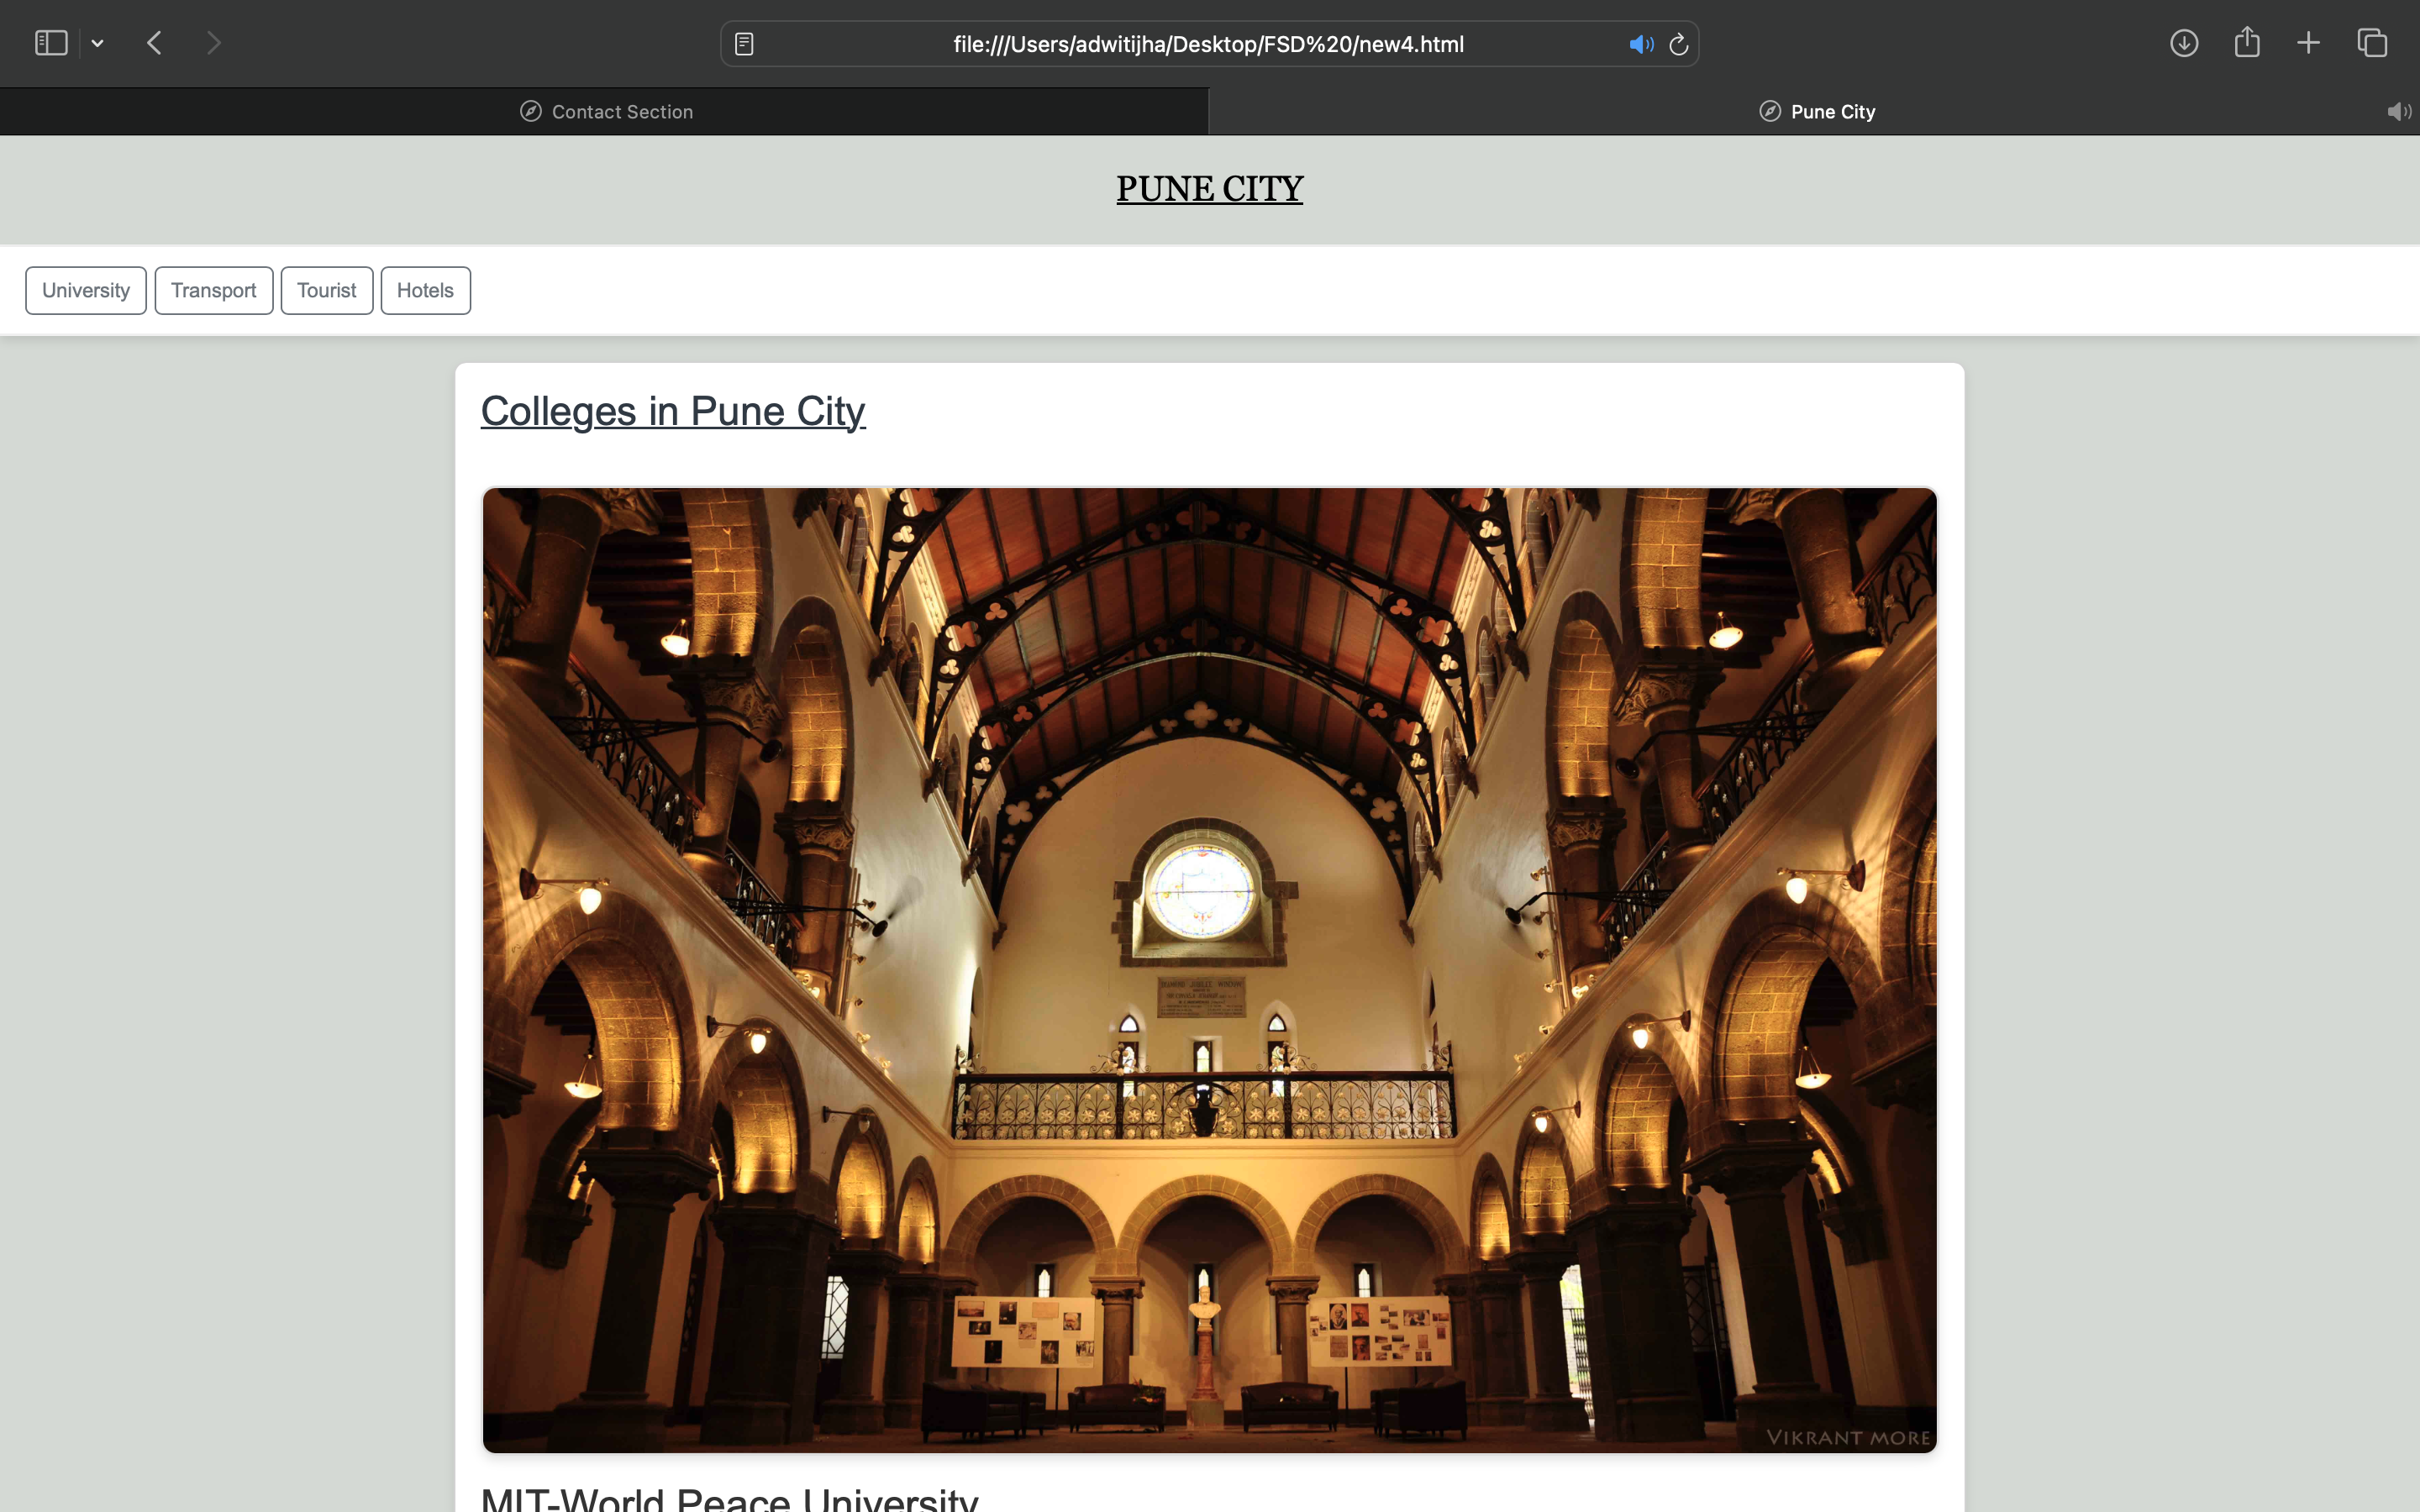 file:///Users/adwitijha/Desktop/FSD%20/new4.html
Contact Section
Pune City
PUNE CITY
University
Transport
Tourist
Hotels
Colleges in Pune City
VIKRANT MORE
MIT-World Peace University